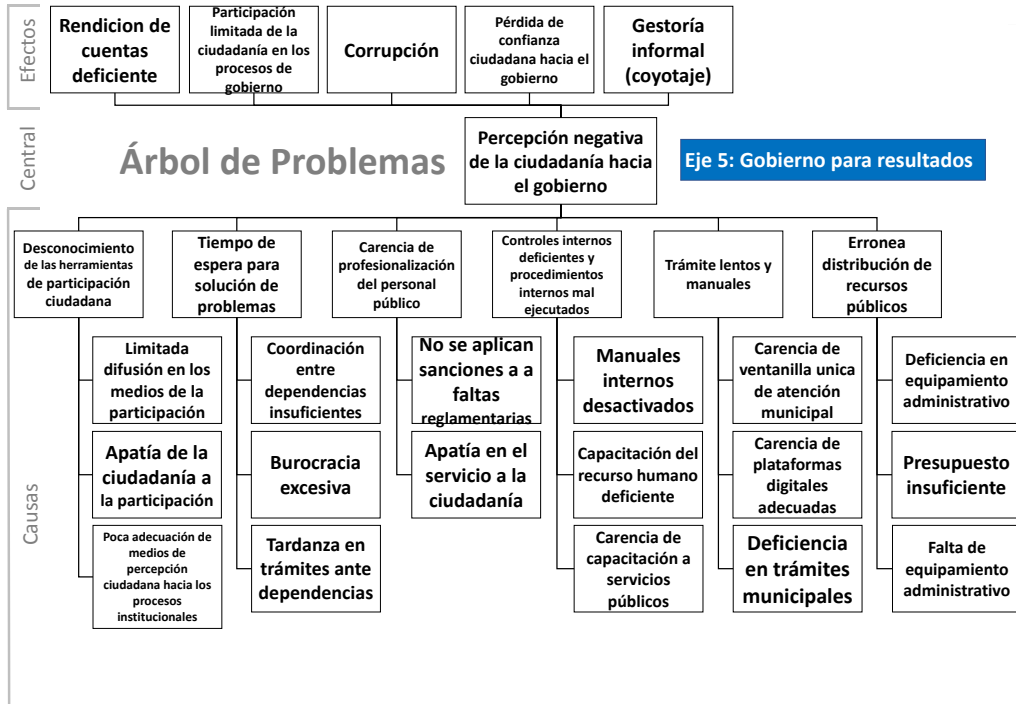 Efectos
Rendicion de
cuentas
deficiente
Participación
limitada de la
ciudadanía en los
procesos de
gobierno
Corrupción
Pérdida de
confianza
ciudadana hacia el
gobierno
Gestoría
informal
(coyotaje)
Central
Árbol de Problemas
Percepción negativa
de la ciudadanía hacia
el gobierno
Eje 5: Gobierno para resultados
Causas
Desconocimiento
de las herramientas
de participación
ciudadana
Tiempo de
espera para
solución de
problemas
Carencia de
profesionalización
del personal
público
Controles internos
deficientes y
procedimientos
internos mal
ejecutados
Trámite lentos y
manuales
Erronea
distribución de
recursos
públicos
Limitada
difusión en los
medios de la
participación
Coordinación
entre
dependencias
insuficientes
No se aplican
sanciones a a
faltas
reglamentarias
Manuales
internos
desactivados
Carencia de
ventanilla unica
de atención
municipal
Deficiencia en
equipamiento
administrativo
Apatía de la
ciudadanía a
la participación
Burocracia
excesiva
Apatía en el
servicio a la
ciudadanía
Capacitación del
recurso humano
deficiente
Carencia de
plataformas
digitales
adecuadas
Presupuesto
insuficiente
Poca adecuación de
medios de
percepción
ciudadana hacia los
procesos
institucionales
Tardanza en
trámites ante
dependencias
Carencia de
capacitación a
servicios
públicos
Deficiencia
en trámites
municipales
Falta de
equipamiento
administrativo